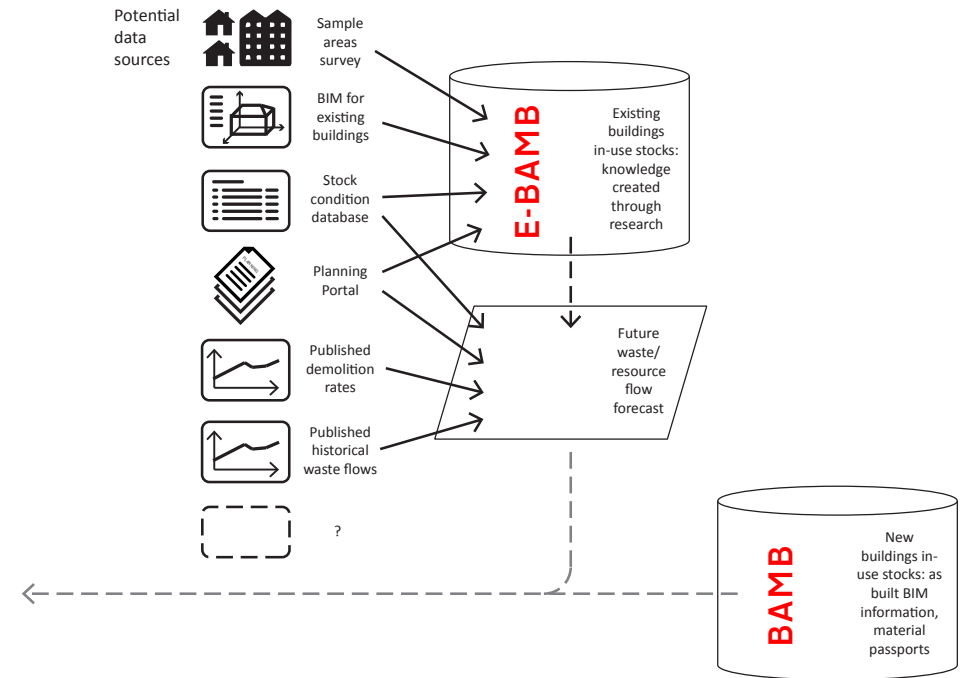 Potential
data
sources
Sample
areas
survey
BIM for
existing
buildings
Stock
condition
database
Planning
Portal
Published
demolition
rates
Published
historical
waste flows
?
E-BAMB
Existing
buildings
in-use stocks:
knowledge
created
through
research
Future
waste/
resource
flow
forecast
BAMB
New
buildings in-
use stocks: as
built BIM
information,
material
passports